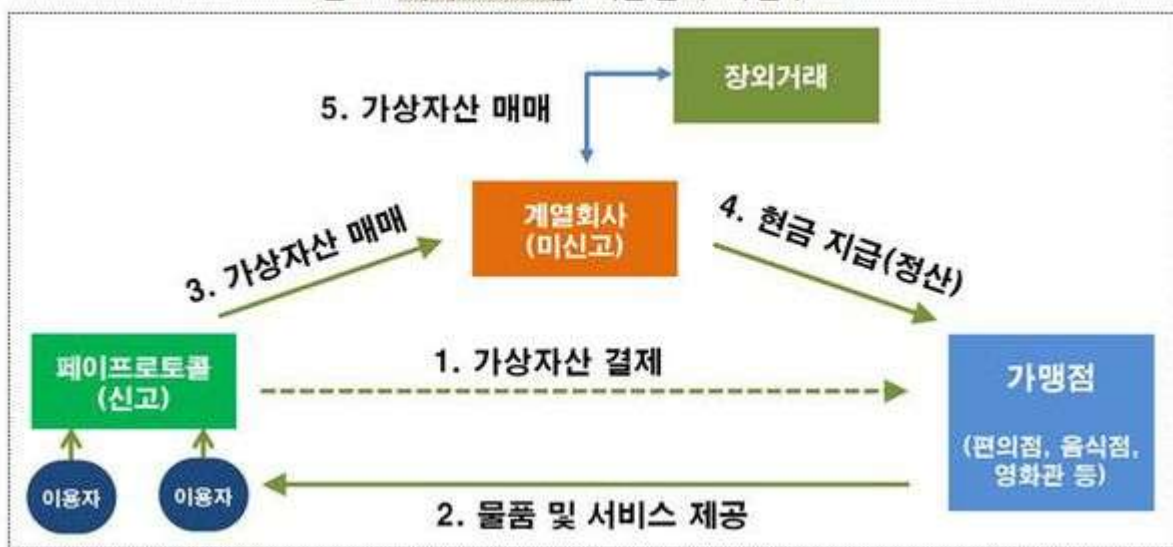 장외거래
5. 가상자산 매매
계열회사
(미신고)
3. 가상자산 매매
4. 현금 지급(정산)
페이프로토콜
(신고)
1. 가상자산 결제
가맹점
(편의점, 음식점,
영화관 등)
이용자
이용자
2. 물품 및 서비스 제공